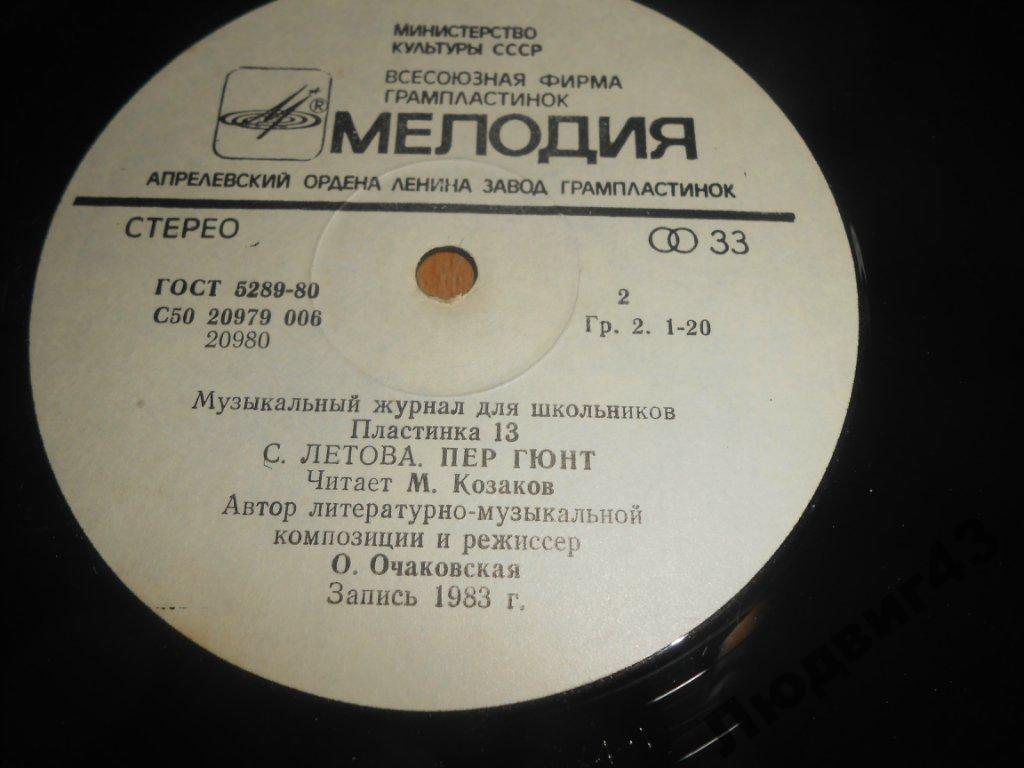 МИНИСТЕРСТВО
КУЛЬТУРЫ СССР
ВСЕСОЮЗНАЯ ФИРМА
ГРАМПЛАСТИНОК
® МЕЛОДИЯ
АПРЕЛЕВСКИЙ ОРДЕНА ЛЕНИНА ЗАВОД ГРАМПЛАСТИНОК
СТЕРЕО
33
ГОСТ 5289-80
С50 20979 006
20980
2
Гр. 2. 1-20
Музыкальный журнал для школьников
Пластинка 13
С. ЛЕТОВА. ПЕР ГЮНТ
Читает М. Козаков
Автор литературно-музыкальной
композиции и режиссер
О. Очаковская
Запись 1983 г.
Людвиг43